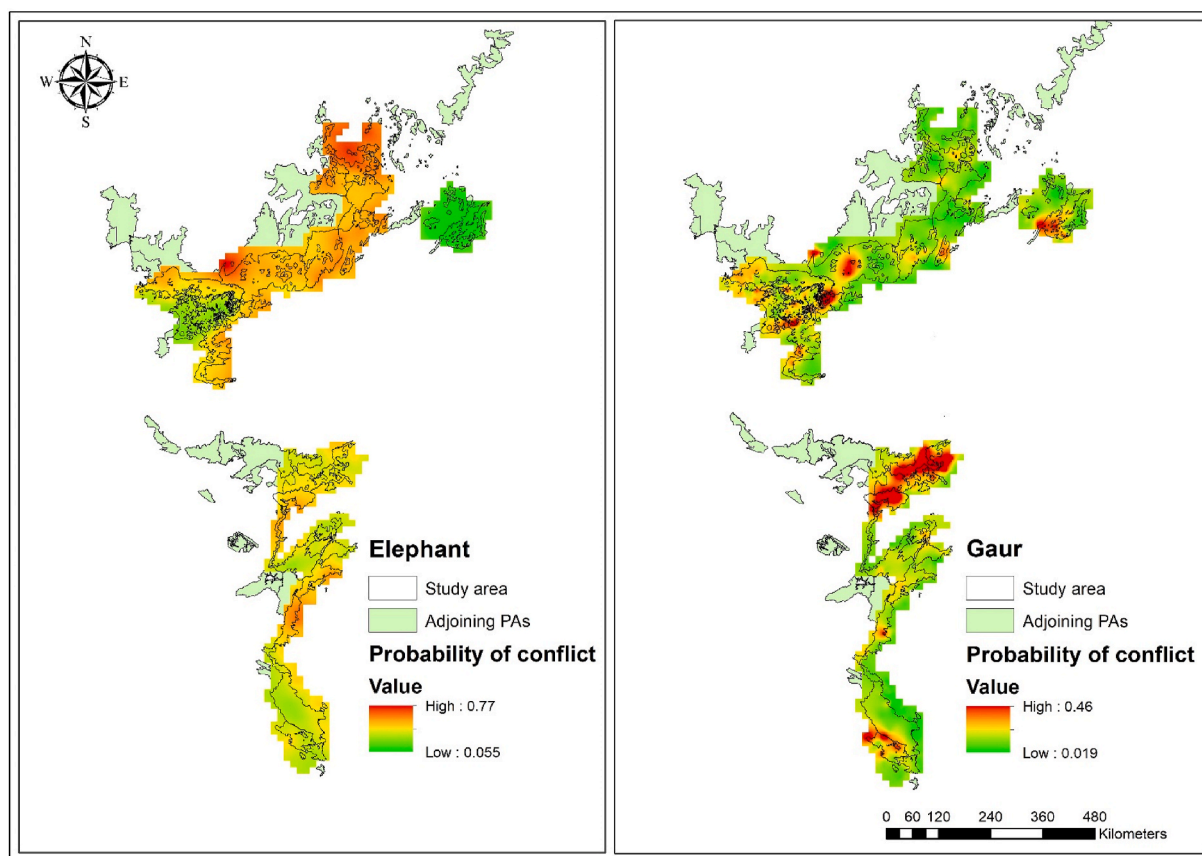 N
W E
S
Elephant
Study area
Adjoining PAs
Probability of conflict
Value
High : 0.77
Low : 0.055
Gaur
Study area
Adjoining PAs
Probability of conflict
Value
High : 0.46
Low : 0.019
0 60 120 240 360 480
Kilometers